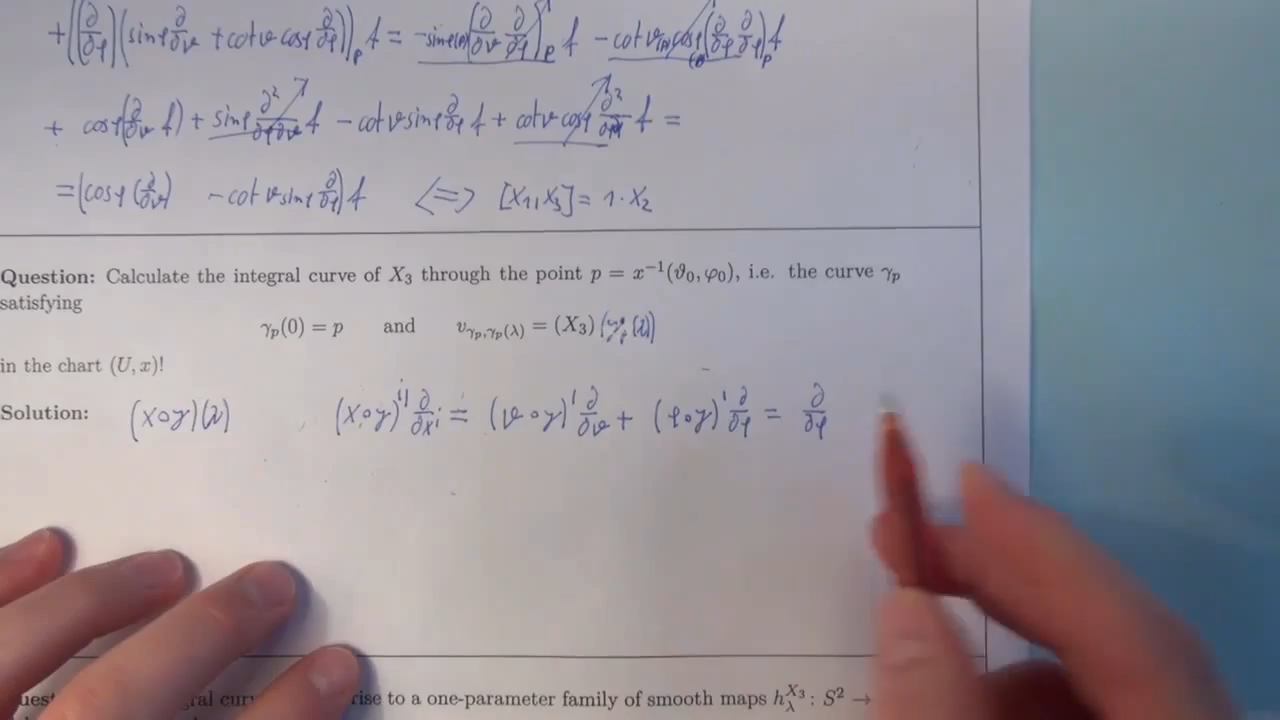 +((∂/∂φ)(sinφ ∂/∂ϑ + cotϑ cosφ ∂/∂φ))_p f = -sinφ(p)(∂/∂ϑ ∂/∂φ)_p f - cotϑ(p) cosφ(p)(∂/∂φ ∂/∂φ)_p f
+ cosφ(∂/∂ϑ f) + sinφ ∂²/∂φ∂ϑ f - cotϑ sinφ ∂/∂φ f + cotϑ cosφ ∂²/∂φ² f =
= (cosφ (∂/∂ϑ) - cotϑ sinφ ∂/∂φ) f ⟺ [X₁,X₃] = 1·X₂
Question: Calculate the integral curve of X₃ through the point p = x⁻¹(ϑ₀, φ₀), i.e. the curve γ_p
satisfying
γ_p(0) = p and v_{γ_p,γ_p(λ)} = (X₃)(γ_p(λ))
in the chart (U, x)!
Solution: (x∘γ)(λ) (x∘γ)^{i}' ∂/∂xⁱ = (ϑ∘γ)' ∂/∂ϑ + (φ∘γ)' ∂/∂φ = ∂/∂φ
rise to a one-parameter family of smooth maps h_λ^{X₃}: S² →